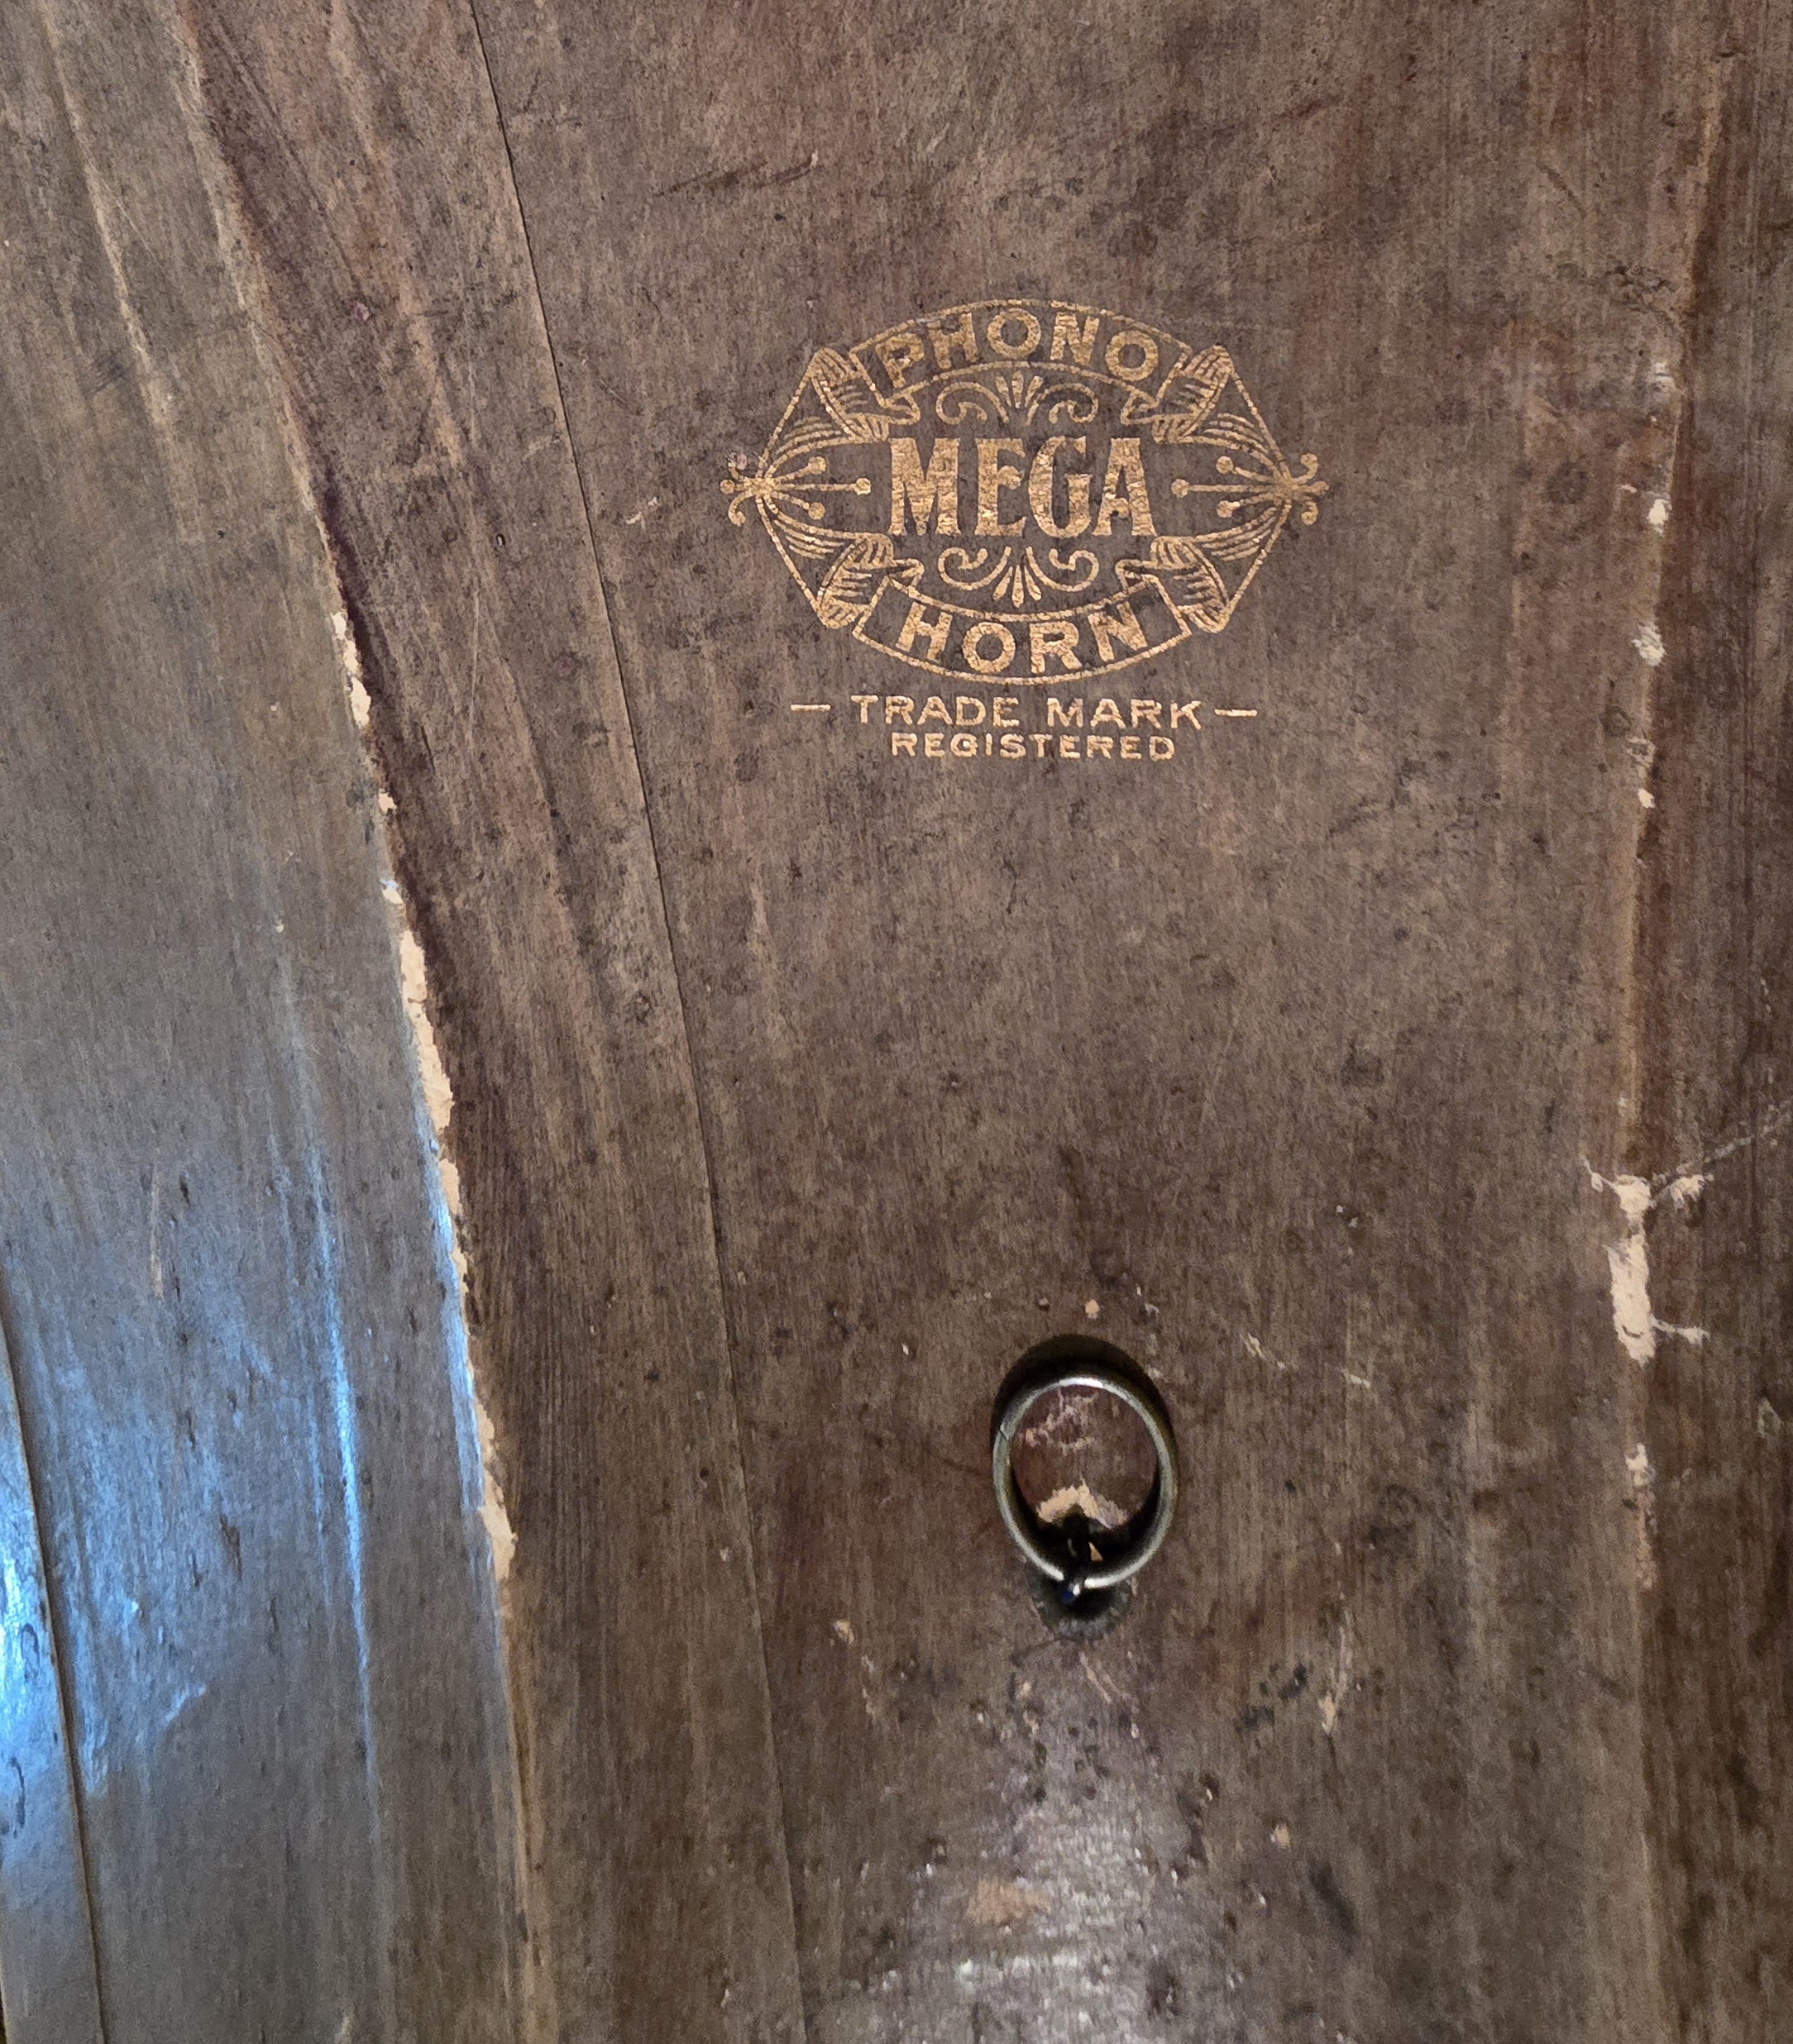 PHONO
MEGA
HORN
— TRADE MARK —
REGISTERED